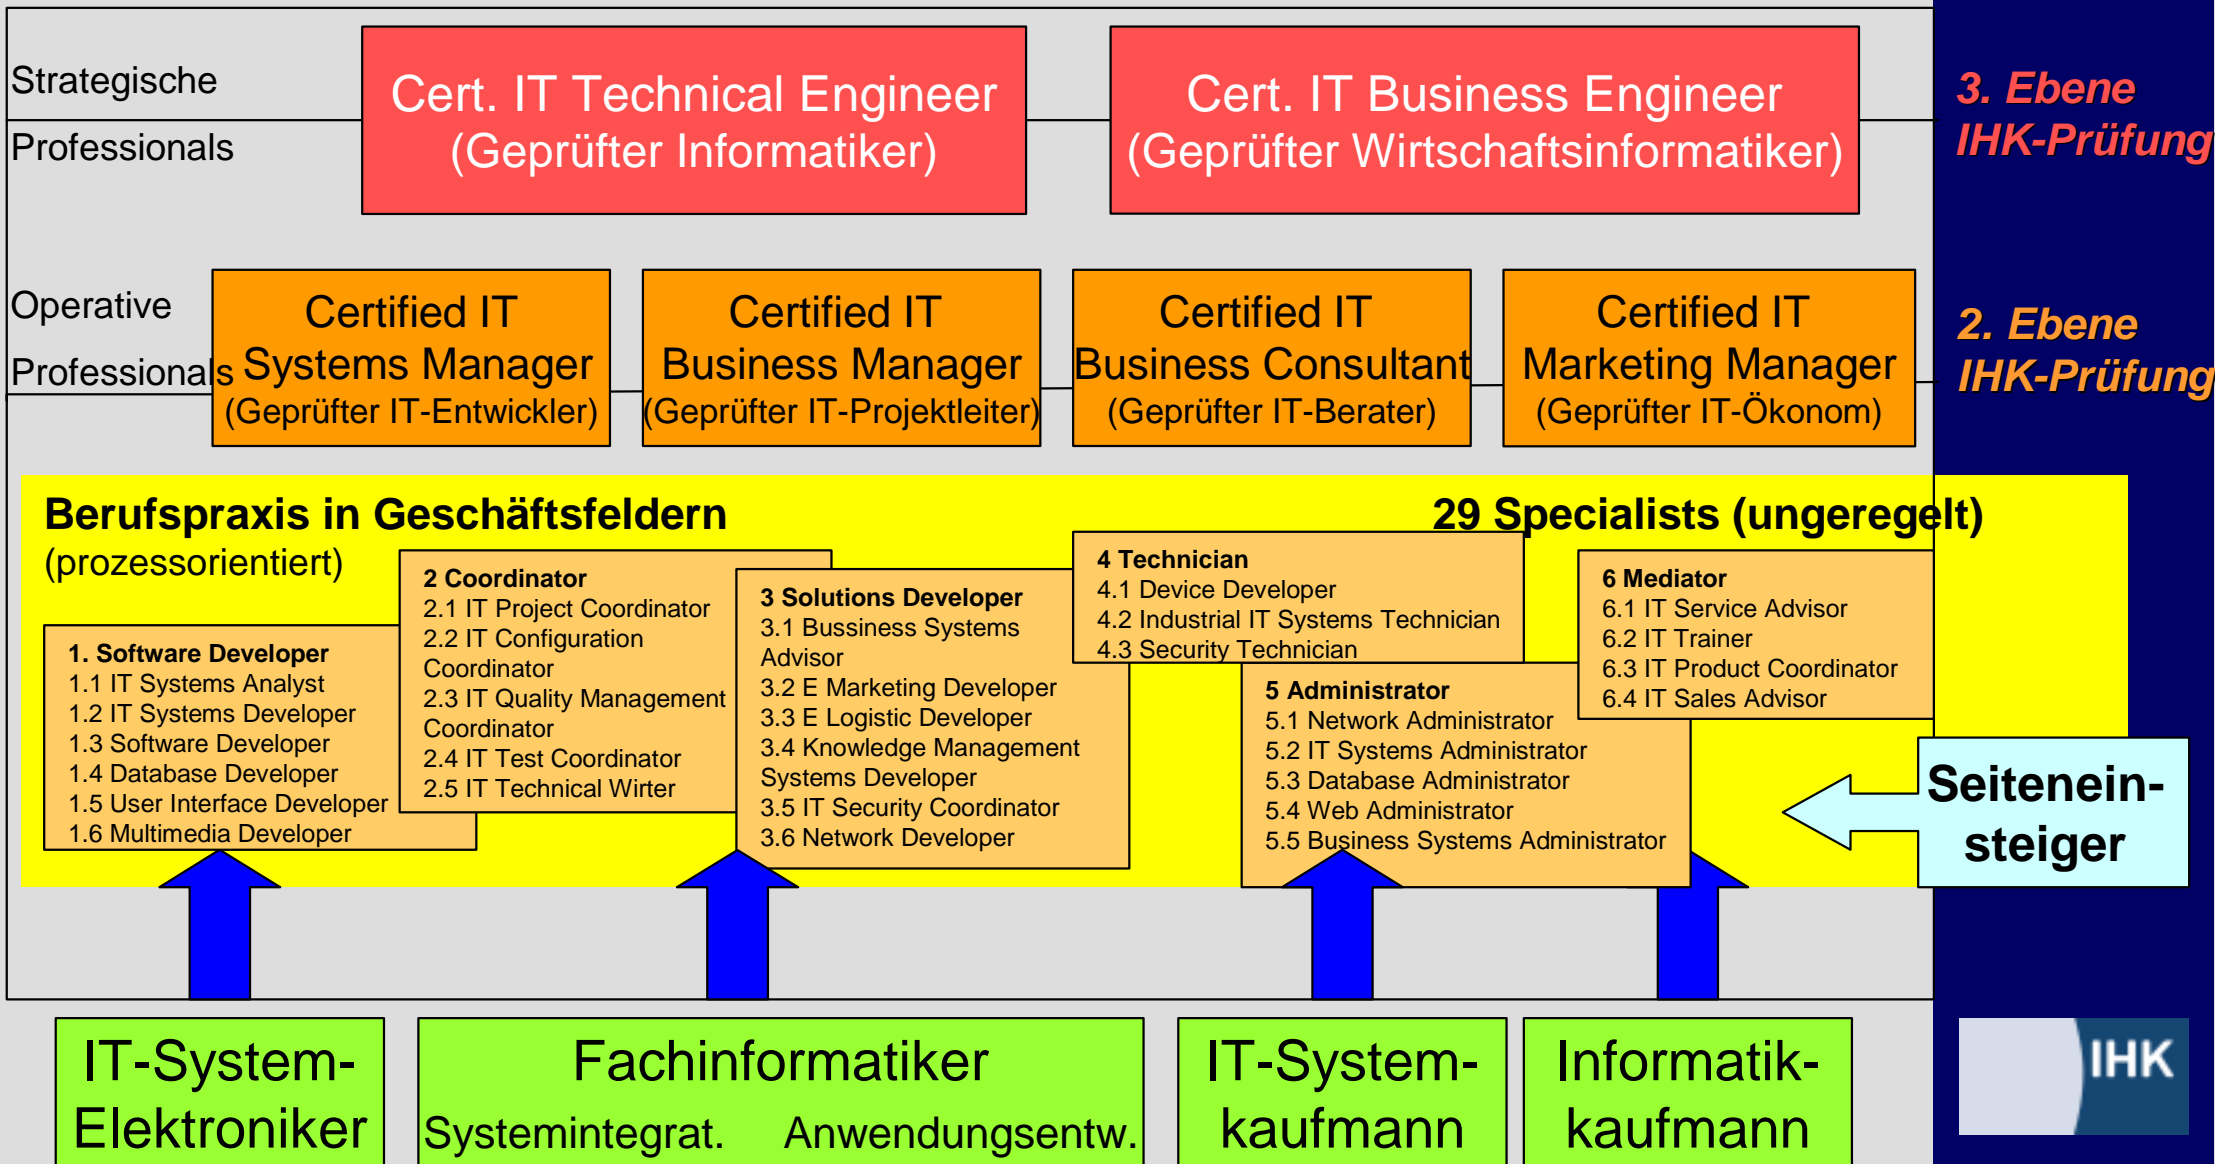 Strategische
Professionals
Cert. IT Technical Engineer
(Geprüfter Informatiker)
Cert. IT Business Engineer
(Geprüfter Wirtschaftsinformatiker)
3. Ebene
IHK-Prüfung
Operative
Professionals
Certified IT
Systems Manager
(Geprüfter IT-Entwickler)
Certified IT
Business Manager
(Geprüfter IT-Projektleiter)
Certified IT
Business Consultant
(Geprüfter IT-Berater)
Certified IT
Marketing Manager
(Geprüfter IT-Ökonom)
2. Ebene
IHK-Prüfung
Berufspraxis in Geschäftsfeldern
(prozessorientiert)
29 Specialists (ungeregelt)
1. Software Developer
1.1 IT Systems Analyst
1.2 IT Systems Developer
1.3 Software Developer
1.4 Database Developer
1.5 User Interface Developer
1.6 Multimedia Developer
2 Coordinator
2.1 IT Project Coordinator
2.2 IT Configuration
Coordinator
2.3 IT Quality Management
Coordinator
2.4 IT Test Coordinator
2.5 IT Technical Wirter
3 Solutions Developer
3.1 Bussiness Systems
Advisor
3.2 E Marketing Developer
3.3 E Logistic Developer
3.4 Knowledge Management
Systems Developer
3.5 IT Security Coordinator
3.6 Network Developer
4 Technician
4.1 Device Developer
4.2 Industrial IT Systems Technician
4.3 Security Technician
5 Administrator
5.1 Network Administrator
5.2 IT Systems Administrator
5.3 Database Administrator
5.4 Web Administrator
5.5 Business Systems Administrator
6 Mediator
6.1 IT Service Advisor
6.2 IT Trainer
6.3 IT Product Coordinator
6.4 IT Sales Advisor
Seitenein-
steiger
IT-System-
Elektroniker
Fachinformatiker
Systemintegrat. Anwendungsentw.
IT-System-
kaufmann
Informatik-
kaufmann
IHK